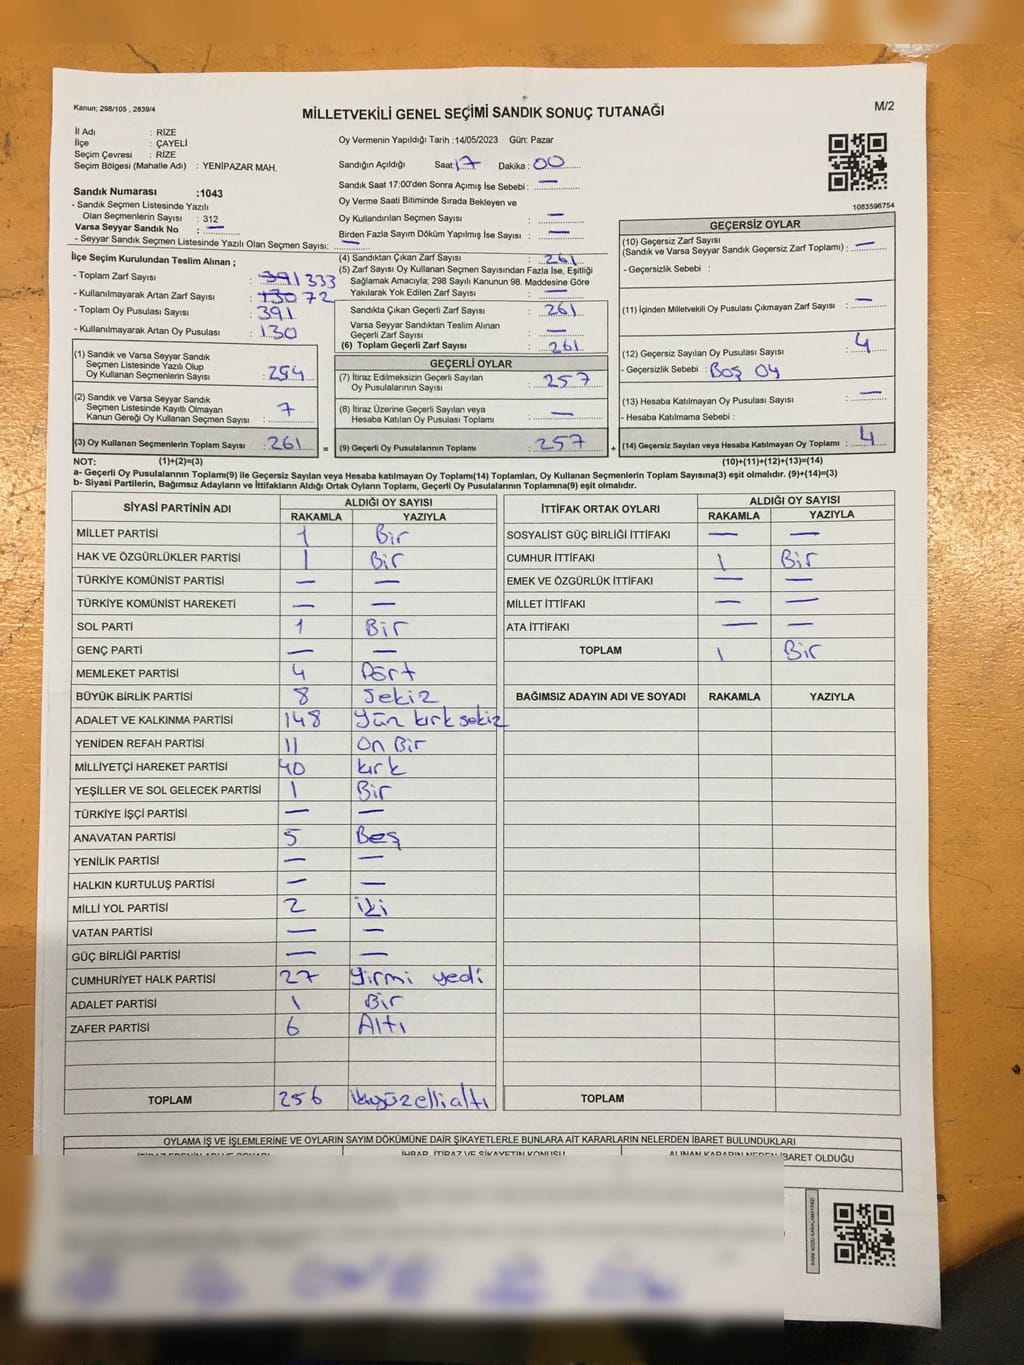 Kanun; 298/105 , 2839/4
MİLLETVEKİLİ GENEL SEÇİMİ SANDIK SONUÇ TUTANAĞI
M/2
İl Adı : RİZE
İlçe : ÇAYELİ
Seçim Çevresi : RİZE
Seçim Bölgesi (Mahalle Adı) : YENİPAZAR MAH.
Sandık Numarası :1043
- Sandık Seçmen Listesinde Yazılı
Olan Seçmenlerin Sayısı : 312
Varsa Seyyar Sandık No : —
- Seyyar Sandık Seçmen Listesinde Yazılı Olan Seçmen Sayısı: —
Oy Vermenin Yapıldığı Tarih :14/05/2023 Gün: Pazar
Sandığın Açıldığı Saat:17 Dakika: 00
Sandık Saat 17:00'den Sonra Açımış İse Sebebi : —
Oy Verme Saati Bitiminde Sırada Bekleyen ve
Oy Kullandırılan Seçmen Sayısı : —
Birden Fazla Sayım Döküm Yapılmış İse Sayısı : —
1083596754
İlçe Seçim Kurulundan Teslim Alınan ;
- Toplam Zarf Sayısı : 391 333
- Kullanılmayarak Artan Zarf Sayısı : 130 72
- Toplam Oy Pusulası Sayısı : 391
- Kullanılmayarak Artan Oy Pusulası : 130
(1) Sandık ve Varsa Seyyar Sandık
Seçmen Listesinde Yazılı Olup
Oy Kullanan Seçmenlerin Sayısı : 254
(2) Sandık ve Varsa Seyyar Sandık
Seçmen Listesinde Kayıtlı Olmayan
Kanun Gereği Oy Kullanan Seçmen Sayısı : 7
(3) Oy Kullanan Seçmenlerin Toplam Sayısı : 261
(4) Sandıktan Çıkan Zarf Sayısı : 261
(5) Zarf Sayısı Oy Kullanan Seçmen Sayısından Fazla İse, Eşitliği
Sağlamak Amacıyla; 298 Sayılı Kanunun 98. Maddesine Göre
Yakılarak Yok Edilen Zarf Sayısı : —
Sandıkta Çıkan Geçerli Zarf Sayısı : 261
Varsa Seyyar Sandıktan Teslim Alınan
Geçerli Zarf Sayısı : —
(6) Toplam Geçerli Zarf Sayısı : 261
GEÇERLİ OYLAR
(7) İtiraz Edilmeksizin Geçerli Sayılan
Oy Pusulalarının Sayısı : 257
(8) İtiraz Üzerine Geçerli Sayılan veya
Hesaba Katılan Oy Pusulası Toplamı : —
= (9) Geçerli Oy Pusulalarının Toplamı : 257
GEÇERSİZ OYLAR
(10) Geçersiz Zarf Sayısı
(Sandık ve Varsa Seyyar Sandık Geçersiz Zarf Toplamı) : —
- Geçersizlik Sebebi :
(11) İçinden Milletvekili Oy Pusulası Çıkmayan Zarf Sayısı : —
(12) Geçersiz Sayılan Oy Pusulası Sayısı : 4
- Geçersizlik Sebebi : Boş oy
(13) Hesaba Katılmayan Oy Pusulası Sayısı : —
- Hesaba Katılmama Sebebi :
+ (14) Geçersiz Sayılan veya Hesaba Katılmayan Oy Toplamı : 4
NOT: (1)+(2)=(3) (10)+(11)+(12)+(13)=(14)
a- Geçerli Oy Pusulalarının Toplamı(9) ile Geçersiz Sayılan veya Hesaba katılmayan Oy Toplamı(14) Toplamları, Oy Kullanan Seçmenlerin Toplam Sayısına(3) eşit olmalıdır. (9)+(14)=(3)
b- Siyasi Partilerin, Bağımsız Adayların ve İttifakların Aldığı Ortak Oyların Toplamı, Geçerli Oy Pusulalarının Toplamına(9) eşit olmalıdır.
SİYASİ PARTİNİN ADI ALDIĞI OY SAYISI
RAKAMLA YAZIYLA
MİLLET PARTİSİ 1 Bir
HAK VE ÖZGÜRLÜKLER PARTİSİ 1 Bir
TÜRKİYE KOMÜNİST PARTİSİ — —
TÜRKİYE KOMÜNİST HAREKETİ — —
SOL PARTİ 1 Bir
GENÇ PARTİ — —
MEMLEKET PARTİSİ 4 Dört
BÜYÜK BİRLİK PARTİSİ 8 Sekiz
ADALET VE KALKINMA PARTİSİ 148 Yüz kırk sekiz
YENİDEN REFAH PARTİSİ 11 On Bir
MİLLİYETÇİ HAREKET PARTİSİ 40 kırk
YEŞİLLER VE SOL GELECEK PARTİSİ 1 Bir
TÜRKİYE İŞÇİ PARTİSİ — —
ANAVATAN PARTİSİ 5 Beş
YENİLİK PARTİSİ — —
HALKIN KURTULUŞ PARTİSİ — —
MİLLİ YOL PARTİSİ 2 iki
VATAN PARTİSİ — —
GÜÇ BİRLİĞİ PARTİSİ — —
CUMHURİYET HALK PARTİSİ 27 Yirmi yedi
ADALET PARTİSİ 1 Bir
ZAFER PARTİSİ 6 Altı
TOPLAM 256 ikiyüzellialtı
İTTİFAK ORTAK OYLARI ALDIĞI OY SAYISI
RAKAMLA YAZIYLA
SOSYALİST GÜÇ BİRLİĞİ İTTİFAKI — —
CUMHUR İTTİFAKI 1 Bir
EMEK VE ÖZGÜRLÜK İTTİFAKI — —
MİLLET İTTİFAKI — —
ATA İTTİFAKI — —
TOPLAM 1 Bir
BAĞIMSIZ ADAYIN ADI VE SOYADI RAKAMLA YAZIYLA
TOPLAM
OYLAMA İŞ VE İŞLEMLERİNE VE OYLARIN SAYIM DÖKÜMÜNE DAİR ŞİKAYETLERLE BUNLARA AİT KARARLARIN NELERDEN İBARET BULUNDUKLARI
İHBAR, İTİRAZ VE ŞİKAYETİN KONUSU
ALINAN KARARIN NEDEN İBARET OLDUĞU